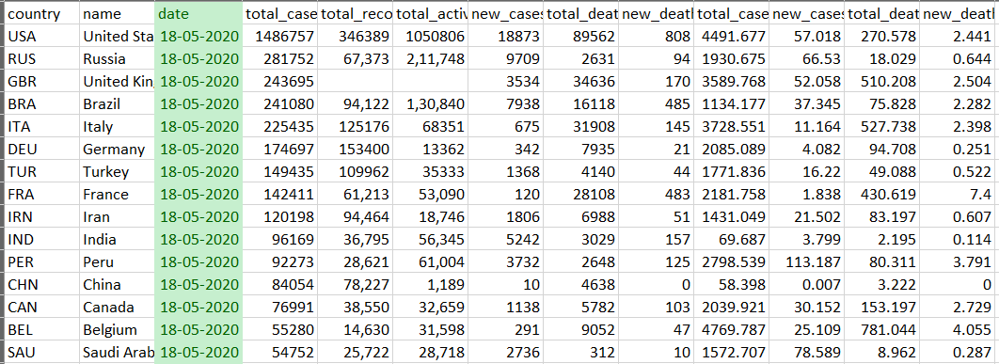 country name date total_case total_reco total_activ new_cases total_deat new_deat total_case new_cases total_deat new_deatl
USA United Sta 18-05-2020 1486757 346389 1050806 18873 89562 808 4491.677 57.018 270.578 2.441
RUS Russia 18-05-2020 281752 67,373 2,11,748 9709 2631 94 1930.675 66.53 18.029 0.644
GBR United Kin 18-05-2020 243695 3534 34636 170 3589.768 52.058 510.208 2.504
BRA Brazil 18-05-2020 241080 94,122 1,30,840 7938 16118 485 1134.177 37.345 75.828 2.282
ITA Italy 18-05-2020 225435 125176 68351 675 31908 145 3728.551 11.164 527.738 2.398
DEU Germany 18-05-2020 174697 153400 13362 342 7935 21 2085.089 4.082 94.708 0.251
TUR Turkey 18-05-2020 149435 109962 35333 1368 4140 44 1771.836 16.22 49.088 0.522
FRA France 18-05-2020 142411 61,213 53,090 120 28108 483 2181.758 1.838 430.619 7.4
IRN Iran 18-05-2020 120198 94,464 18,746 1806 6988 51 1431.049 21.502 83.197 0.607
IND India 18-05-2020 96169 36,795 56,345 5242 3029 157 69.687 3.799 2.195 0.114
PER Peru 18-05-2020 92273 28,621 61,004 3732 2648 125 2798.539 113.187 80.311 3.791
CHN China 18-05-2020 84054 78,227 1,189 10 4638 0 58.398 0.007 3.222 0
CAN Canada 18-05-2020 76991 38,550 32,659 1138 5782 103 2039.921 30.152 153.197 2.729
BEL Belgium 18-05-2020 55280 14,630 31,598 291 9052 47 4769.787 25.109 781.044 4.055
SAU Saudi Arab 18-05-2020 54752 25,722 28,718 2736 312 10 1572.707 78.589 8.962 0.287